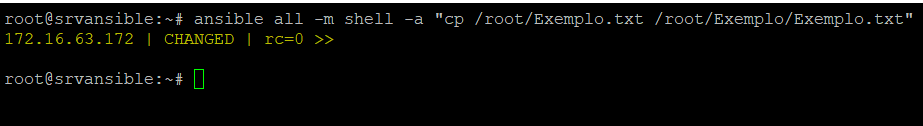 root@srvansible:~# ansible all -m shell -a "cp /root/Exemplo.txt /root/Exemplo/Exemplo.txt"
172.16.63.172 | CHANGED | rc=0 >>
root@srvansible:~#